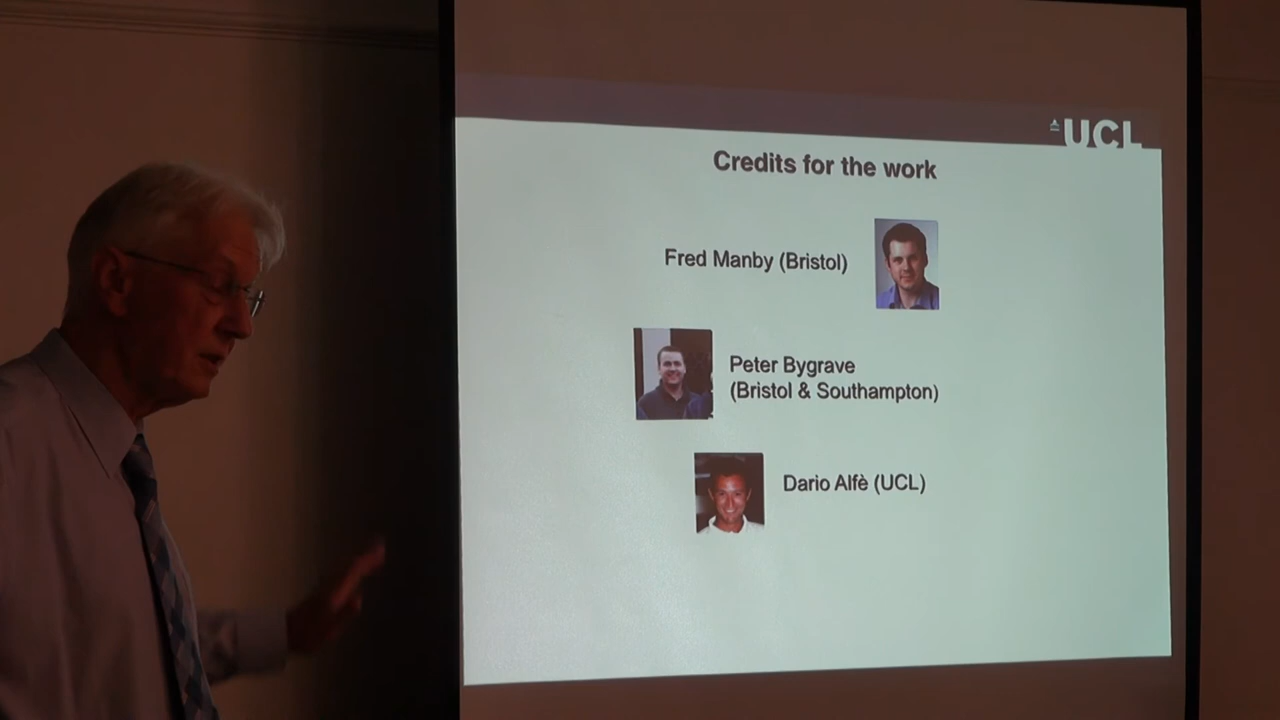 UCL
Credits for the work
Fred Manby (Bristol)
Peter Bygrave
(Bristol & Southampton)
Dario Alfè (UCL)